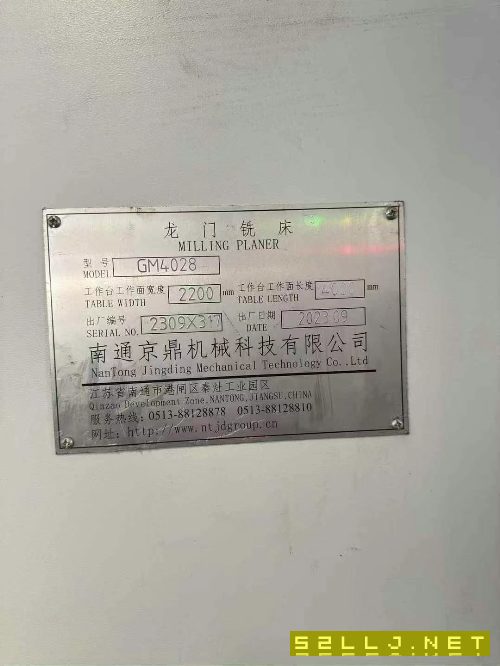 龙门铣床
MILLING PLANER
型号 MODEL GM4028
工作台工作面宽度 TABLE WIDTH 2200 mm 工作台工作面长度 TABLE LENGTH mm
出厂编号 SERIAL NO. 2309X317 出厂日期 DATE 2023.09
南通京鼎机械科技有限公司
NanTong Jingding Mechanical Technology Co.,Ltd
江苏省南通市港闸区秦灶工业园区
Qinzao Development Zone,NANTONG,JIANGSU,CHINA
服务热线:0513-88128878 0513-88128810
网址:http://www.ntjdgroup.cn
52LLJ.NET